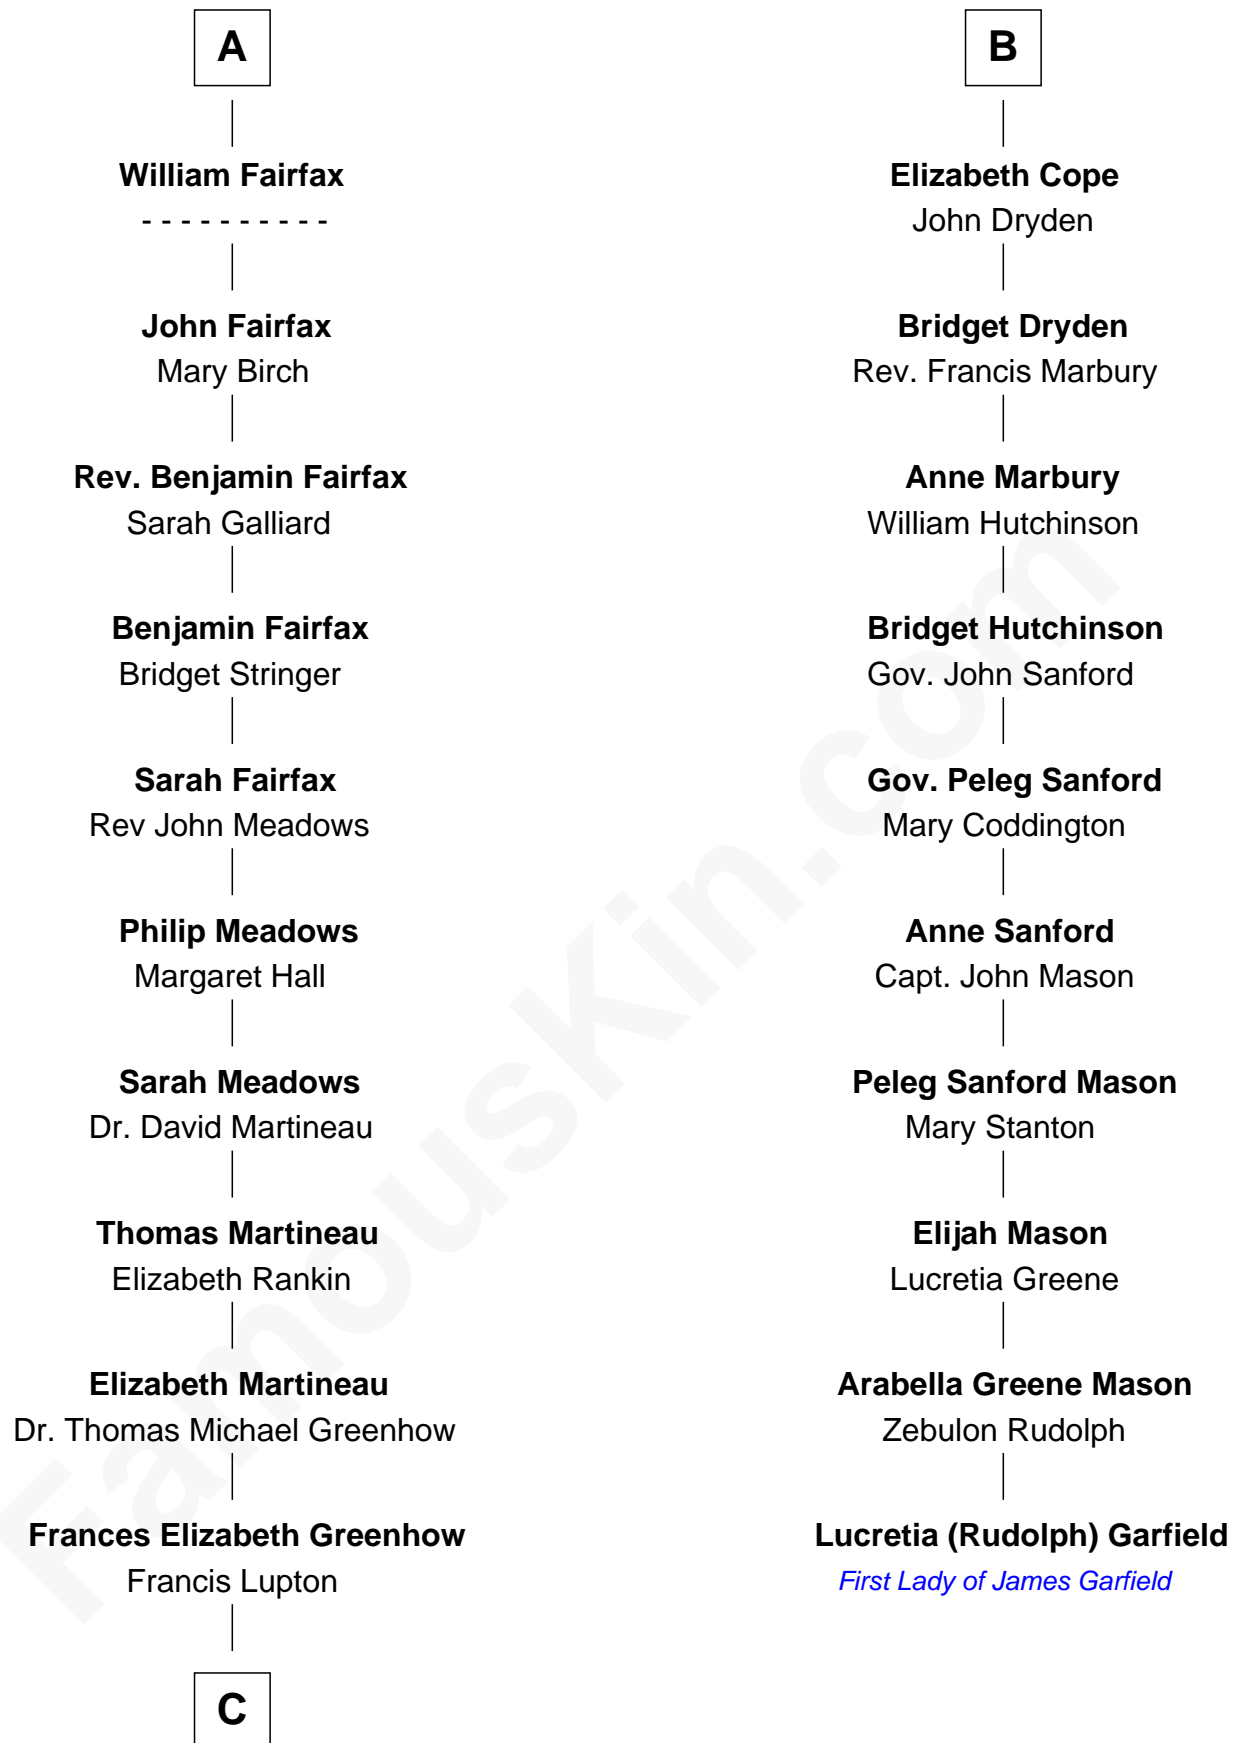 A
William Fairfax
- - - - - - - - - -
John Fairfax
Mary Birch
Rev. Benjamin Fairfax
Sarah Galliard
Benjamin Fairfax
Bridget Stringer
Sarah Fairfax
Rev John Meadows
Philip Meadows
Margaret Hall
Sarah Meadows
Dr. David Martineau
Thomas Martineau
Elizabeth Rankin
Elizabeth Martineau
Dr. Thomas Michael Greenhow
Frances Elizabeth Greenhow
Francis Lupton
C
B
Elizabeth Cope
John Dryden
Bridget Dryden
Rev. Francis Marbury
Anne Marbury
William Hutchinson
Bridget Hutchinson
Gov. John Sanford
Gov. Peleg Sanford
Mary Coddington
Anne Sanford
Capt. John Mason
Peleg Sanford Mason
Mary Stanton
Elijah Mason
Lucretia Greene
Arabella Greene Mason
Zebulon Rudolph
Lucretia (Rudolph) Garfield
First Lady of James Garfield
FamousKin.com